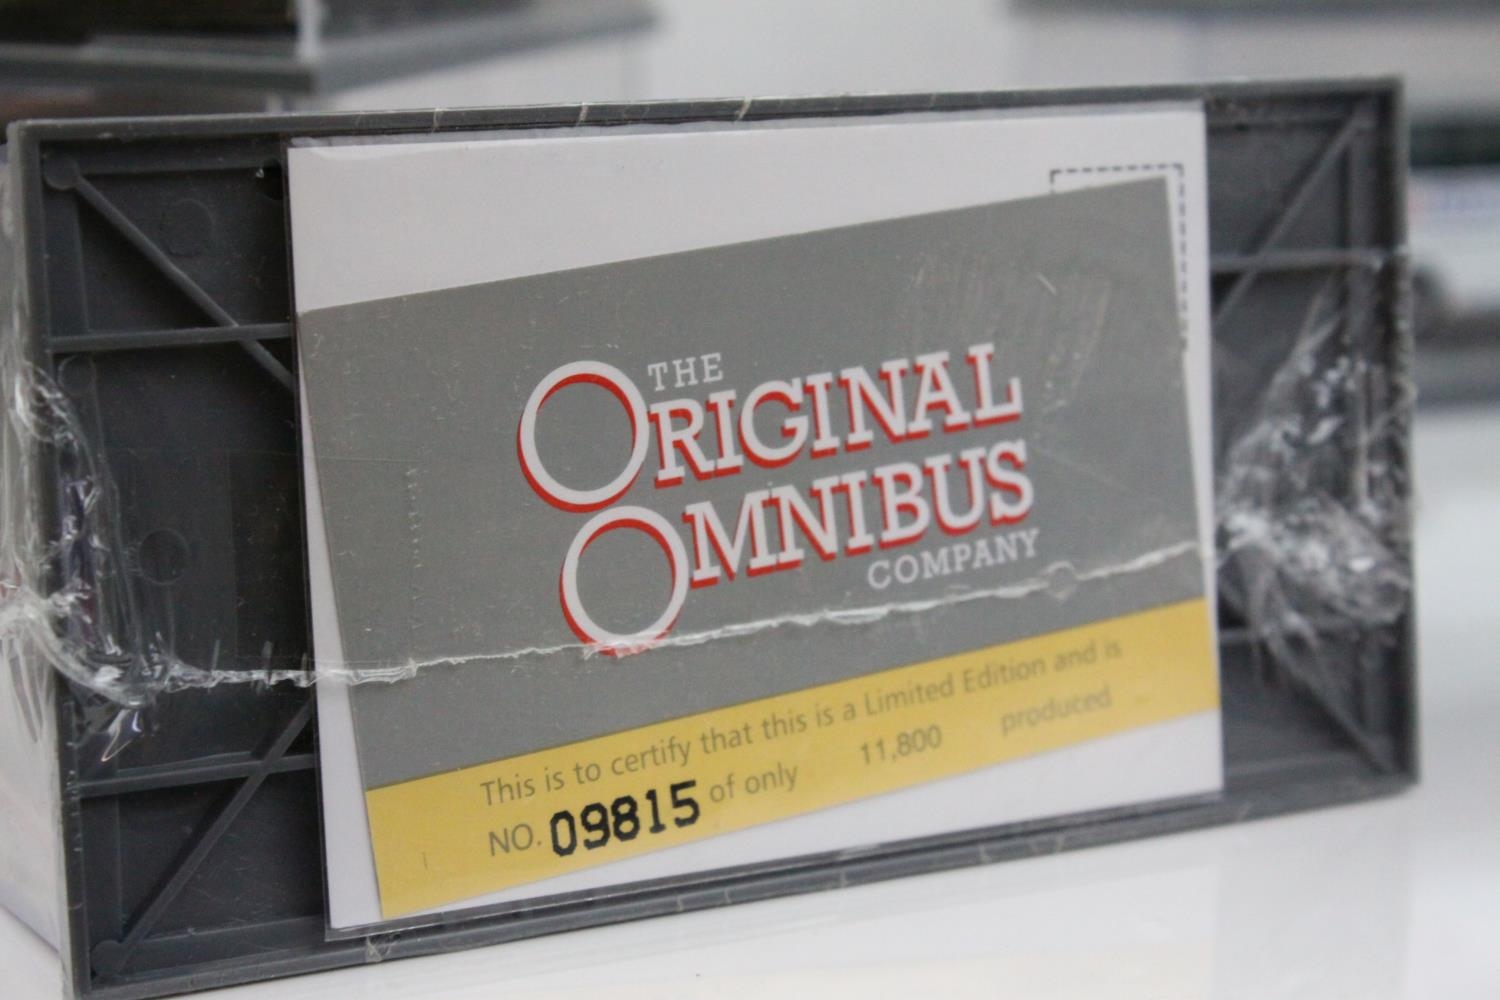 THE
ORIGINAL
OMNIBUS
COMPANY
This is to certify that this is a Limited Edition and is
NO. 09815 of only 11,800 produced